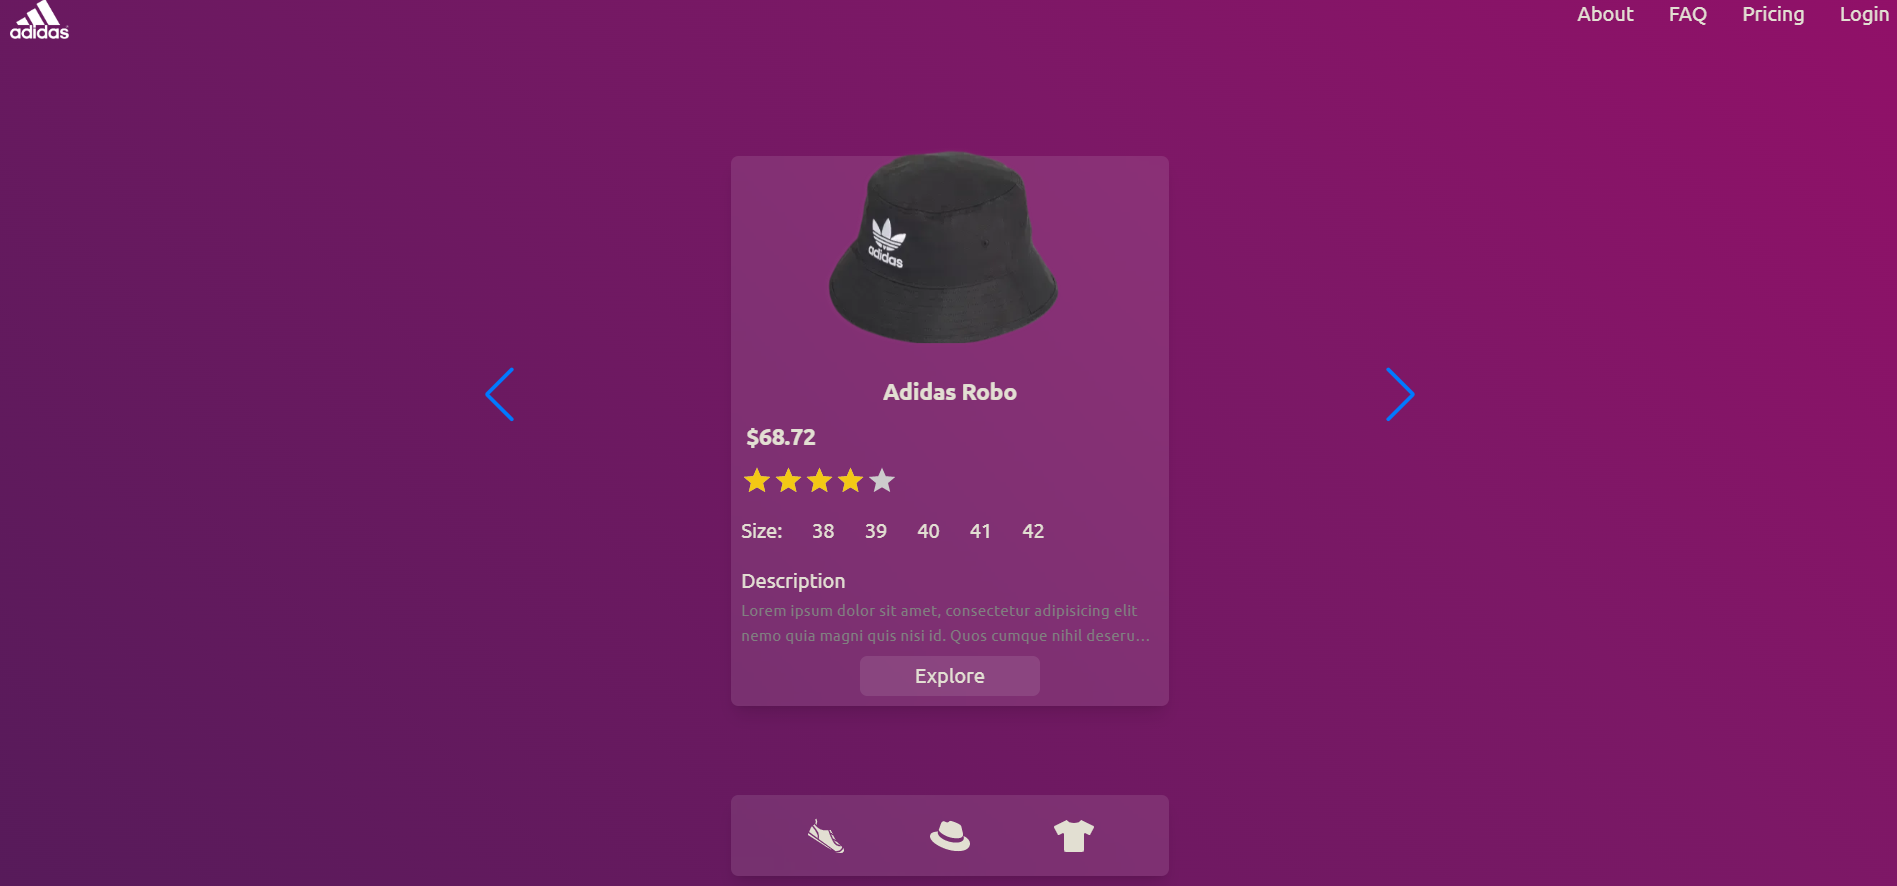 adidas
About FAQ Pricing Login
adidas
Adidas Robo
$68.72
Size: 38 39 40 41 42
Description
Lorem ipsum dolor sit amet, consectetur adipisicing elit
nemo quia magni quis nisi id. Quos cumque nihil deseru...
Explore